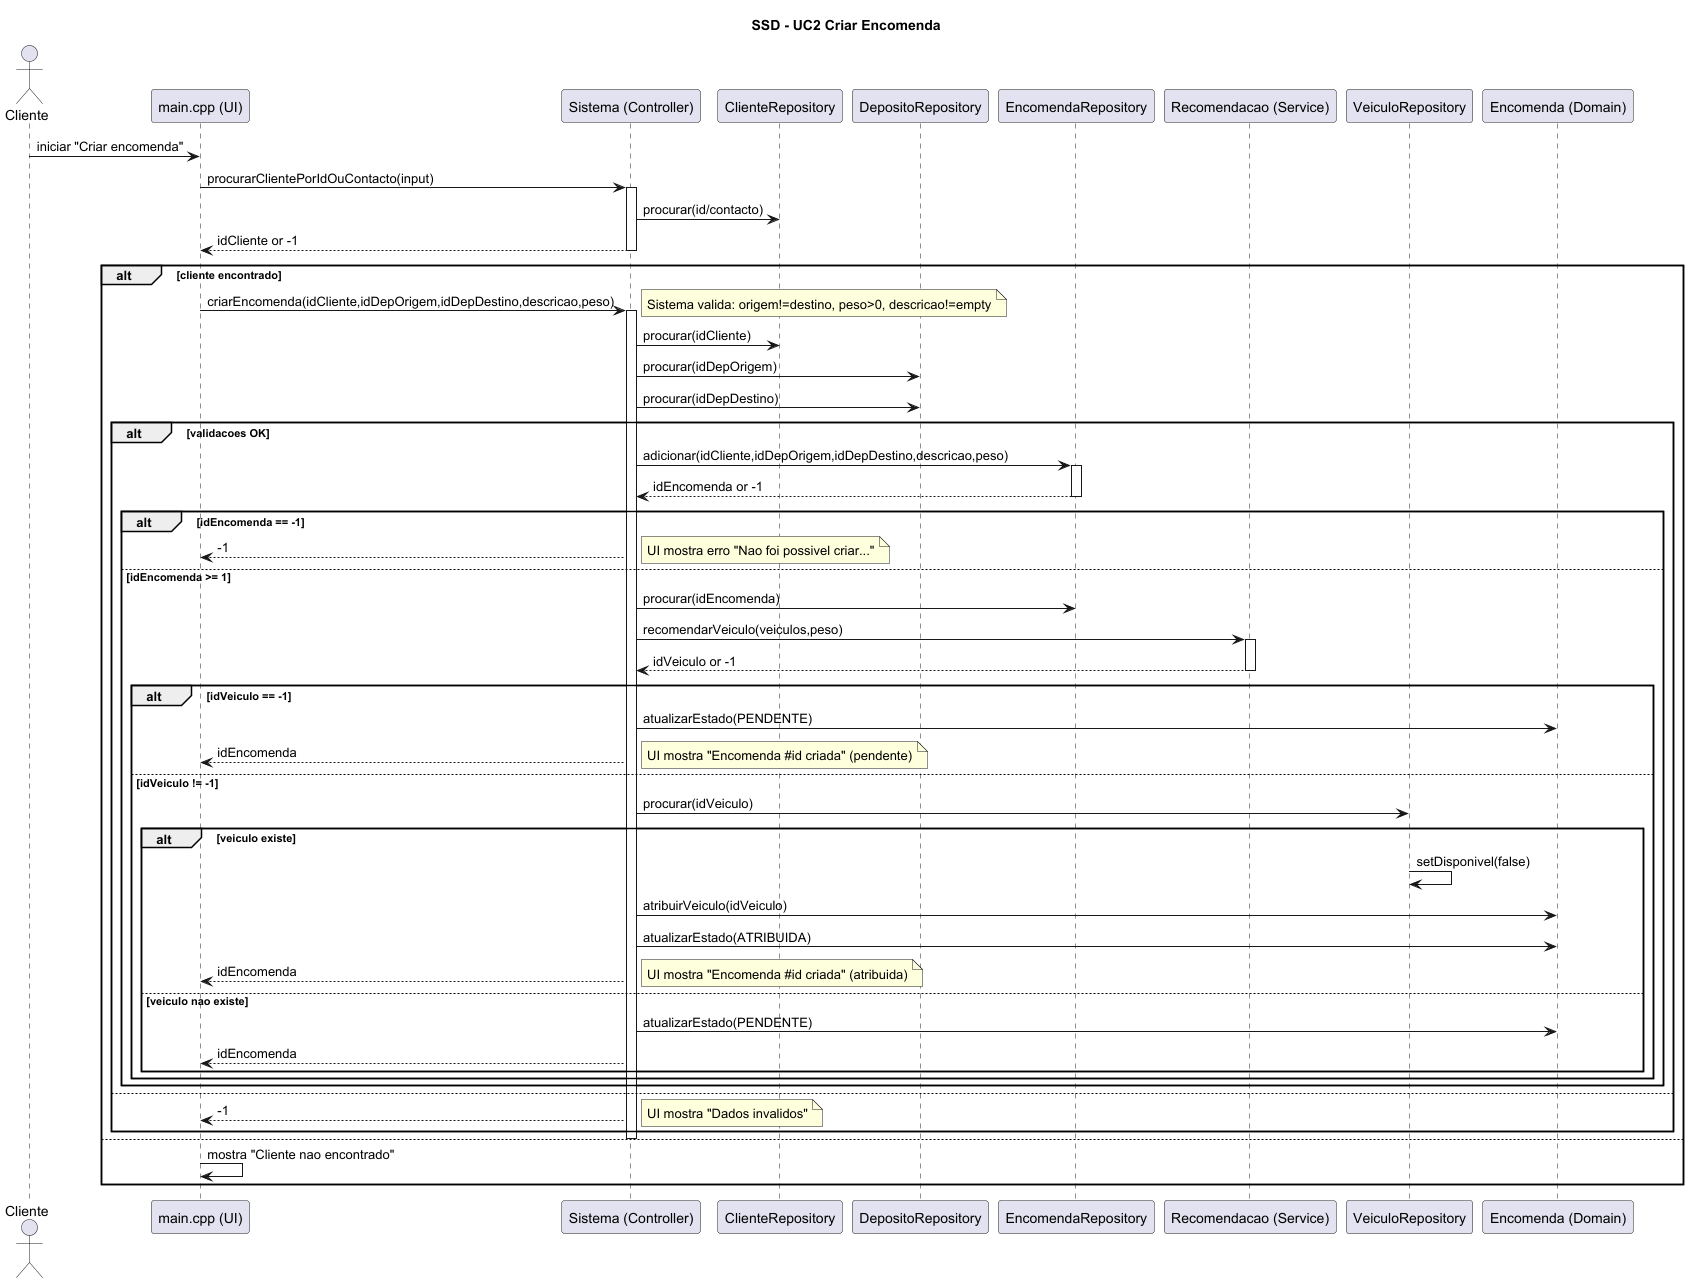 SSD - UC2 Criar Encomenda
Cliente
main.cpp (UI)
Sistema (Controller)
ClienteRepository
DepositoRepository
EncomendaRepository
Recomendacao (Service)
VeiculoRepository
Encomenda (Domain)
iniciar "Criar encomenda"
procurarClientePorIdOuContacto(input)
procurar(id/contacto)
idCliente or -1
alt
[cliente encontrado]
criarEncomenda(idCliente,idDepOrigem,idDepDestino,descricao,peso)
Sistema valida: origem!=destino, peso>0, descricao!=empty
procurar(idCliente)
procurar(idDepOrigem)
procurar(idDepDestino)
alt
[validacoes OK]
adicionar(idCliente,idDepOrigem,idDepDestino,descricao,peso)
idEncomenda or -1
alt
[idEncomenda == -1]
-1
UI mostra erro "Nao foi possivel criar..."
[idEncomenda >= 1]
procurar(idEncomenda)
recomendarVeiculo(veiculos,peso)
idVeiculo or -1
alt
[idVeiculo == -1]
atualizarEstado(PENDENTE)
idEncomenda
UI mostra "Encomenda #id criada" (pendente)
[idVeiculo != -1]
procurar(idVeiculo)
alt
[veiculo existe]
setDisponivel(false)
atribuirVeiculo(idVeiculo)
atualizarEstado(ATRIBUIDA)
idEncomenda
UI mostra "Encomenda #id criada" (atribuida)
[veiculo nao existe]
atualizarEstado(PENDENTE)
idEncomenda
-1
UI mostra "Dados invalidos"
mostra "Cliente nao encontrado"
Cliente
main.cpp (UI)
Sistema (Controller)
ClienteRepository
DepositoRepository
EncomendaRepository
Recomendacao (Service)
VeiculoRepository
Encomenda (Domain)